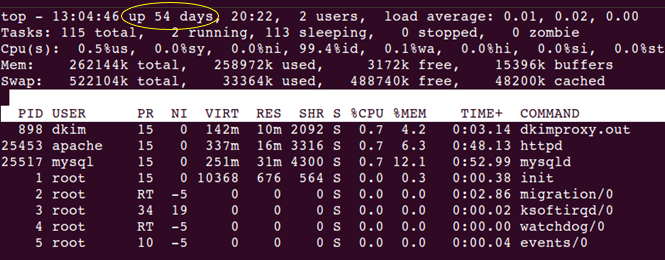 top - 13:04:46 up 54 days, 20:22, 2 users, load average: 0.01, 0.02, 0.00
Tasks: 115 total, 2 running, 113 sleeping, 0 stopped, 0 zombie
Cpu(s): 0.5%us, 0.0%sy, 0.0%ni, 99.4%id, 0.1%wa, 0.0%hi, 0.0%si, 0.0%st
Mem: 262144k total, 258972k used, 3172k free, 15396k buffers
Swap: 522104k total, 33364k used, 488740k free, 48200k cached
PID USER PR NI VIRT RES SHR S %CPU %MEM TIME+ COMMAND
898 dkim 15 0 142m 10m 2092 S 0.7 4.2 0:03.14 dkimproxy.out
25453 apache 15 0 337m 16m 3316 S 0.7 6.3 0:48.13 httpd
25517 mysql 15 0 251m 31m 4300 S 0.7 12.1 0:52.99 mysqld
1 root 15 0 10368 676 564 S 0.0 0.3 0:00.38 init
2 root RT -5 0 0 0 S 0.0 0.0 0:02.86 migration/0
3 root 34 19 0 0 0 S 0.0 0.0 0:00.02 ksoftirqd/0
4 root RT -5 0 0 0 S 0.0 0.0 0:00.00 watchdog/0
5 root 10 -5 0 0 0 S 0.0 0.0 0:00.04 events/0